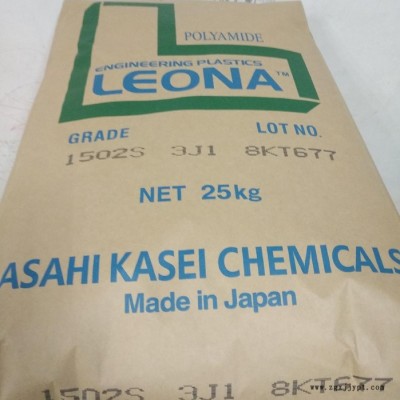 POLYAMIDE
ENGINEERING PLASTICS
LEONA™
GRADE LOT NO.
1502S 3J1 8KT677
NET 25kg
ASAHI KASEI CHEMICALS
Made in Japan
1502S 3J1 8KT677